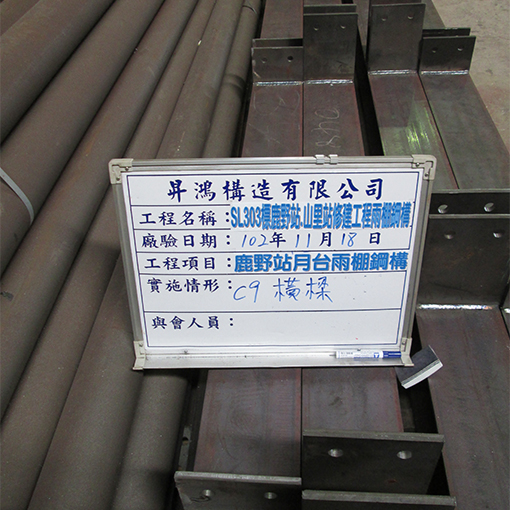 昇鴻構造有限公司
工程名稱：SL303標鹿野站.山里站修建工程雨棚鋼構
廠驗日期：102年11月18日
工程項目：鹿野站月台雨棚鋼構
實施情形：C9 橫樑
與會人員：